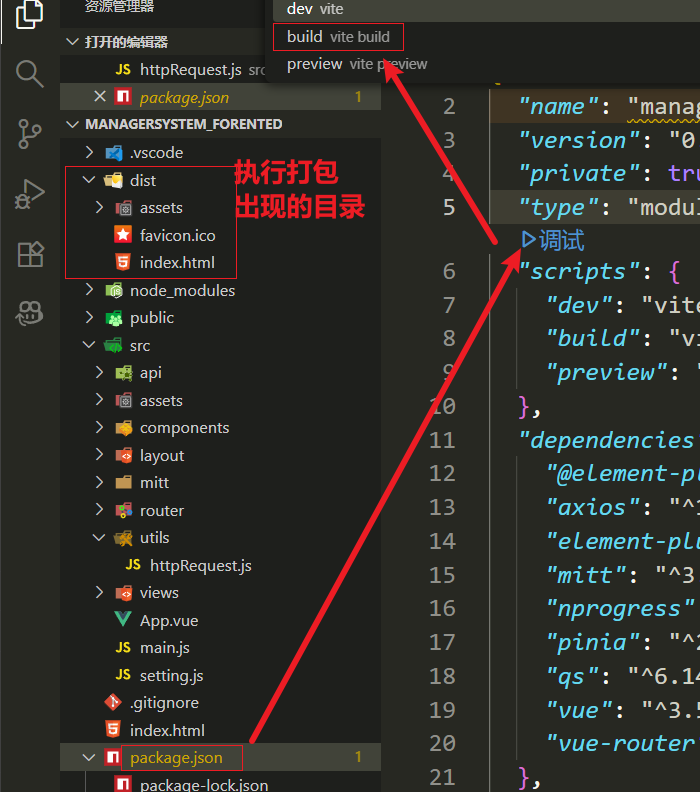 资源管理器
dev vite
打开的编辑器
build vite build
JS httpRequest.js src
preview vite preview
package.json 1
MANAGERSYSTEM_FORENTED
2 "name": "manag
.vscode
3 "version": "0
执行打包
dist
4 "private": tru
出现的目录
assets
5 "type": "modul
favicon.ico
调试
index.html
6 "scripts": {
node_modules
7 "dev": "vite
public
8 "build": "vi
src
9 "preview": "
api
10 },
assets
11 "dependencies
components
12 "@element-pl
layout
13 "axios": "^1
mitt
14 "element-plu
router
15 "mitt": "^3
utils
16 "nprogress"
JS httpRequest.js
17 "pinia": "^2
views
18 "qs": "^6.14
App.vue
19 "vue": "^3.5
JS main.js
20 "vue-router
JS setting.js
21 },
.gitignore
index.html
package.json 1
package-lock.json